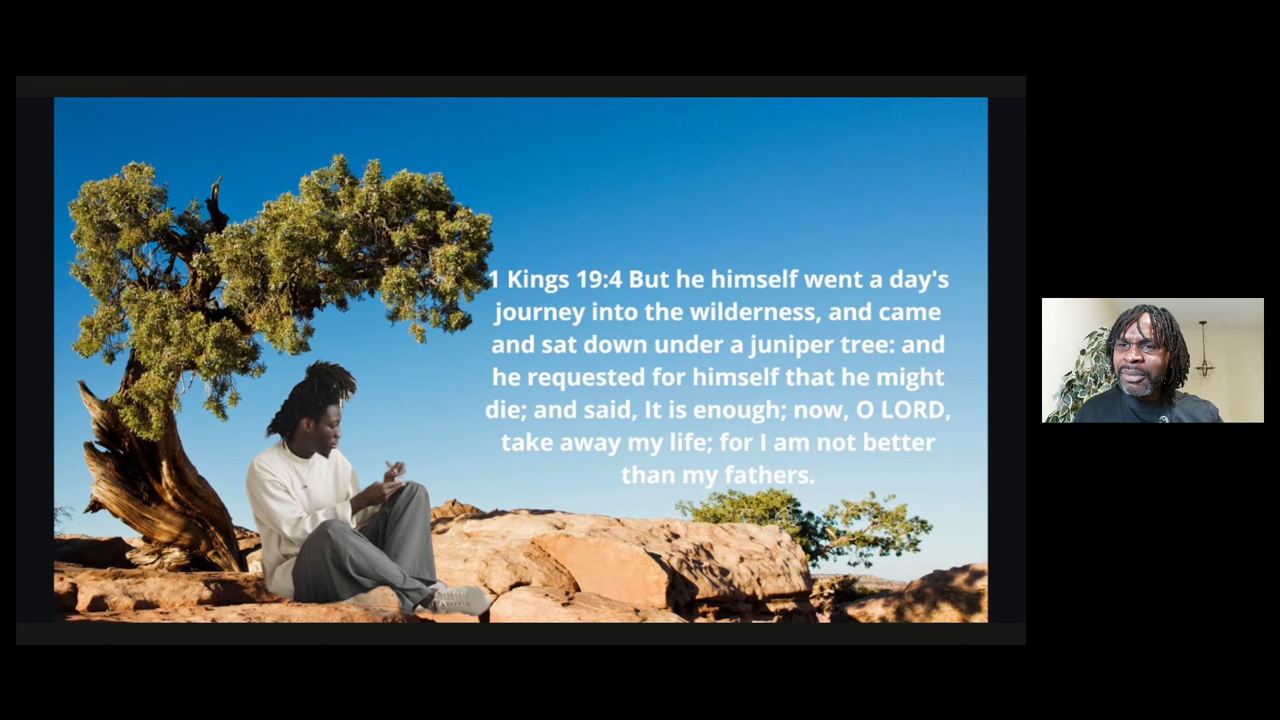 1 Kings 19:4 But he himself went a day's
journey into the wilderness, and came
and sat down under a juniper tree: and
he requested for himself that he might
die; and said, It is enough; now, O LORD,
take away my life; for I am not better
than my fathers.